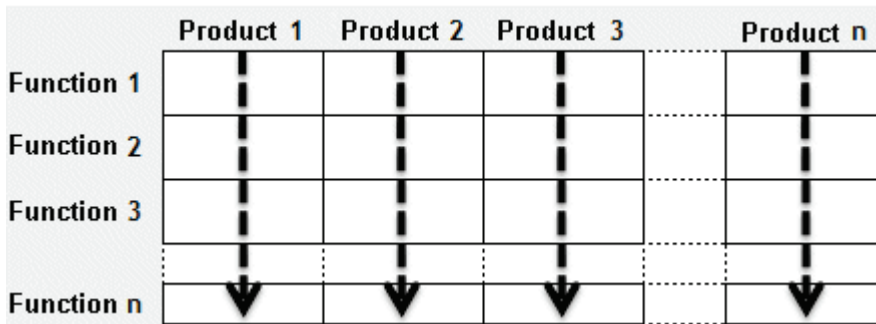 Product 1 Product 2 Product 3 Product n
Function 1
Function 2
Function 3
Function n